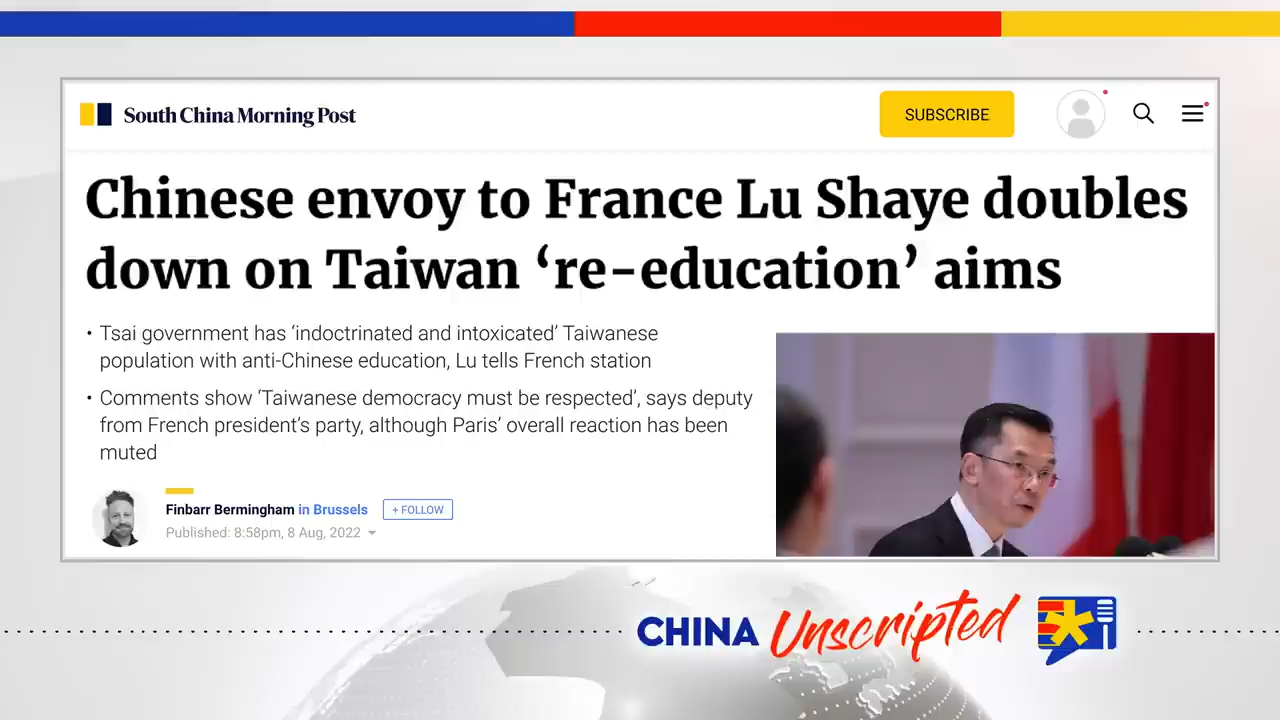 South China Morning Post
SUBSCRIBE
Chinese envoy to France Lu Shaye doubles
down on Taiwan ‘re-education’ aims
• Tsai government has ‘indoctrinated and intoxicated’ Taiwanese
population with anti-Chinese education, Lu tells French station
• Comments show ‘Taiwanese democracy must be respected’, says deputy
from French president’s party, although Paris’ overall reaction has been
muted
Finbarr Bermingham in Brussels
+ FOLLOW
Published: 8:58pm, 8 Aug, 2022
CHINA Unscripted